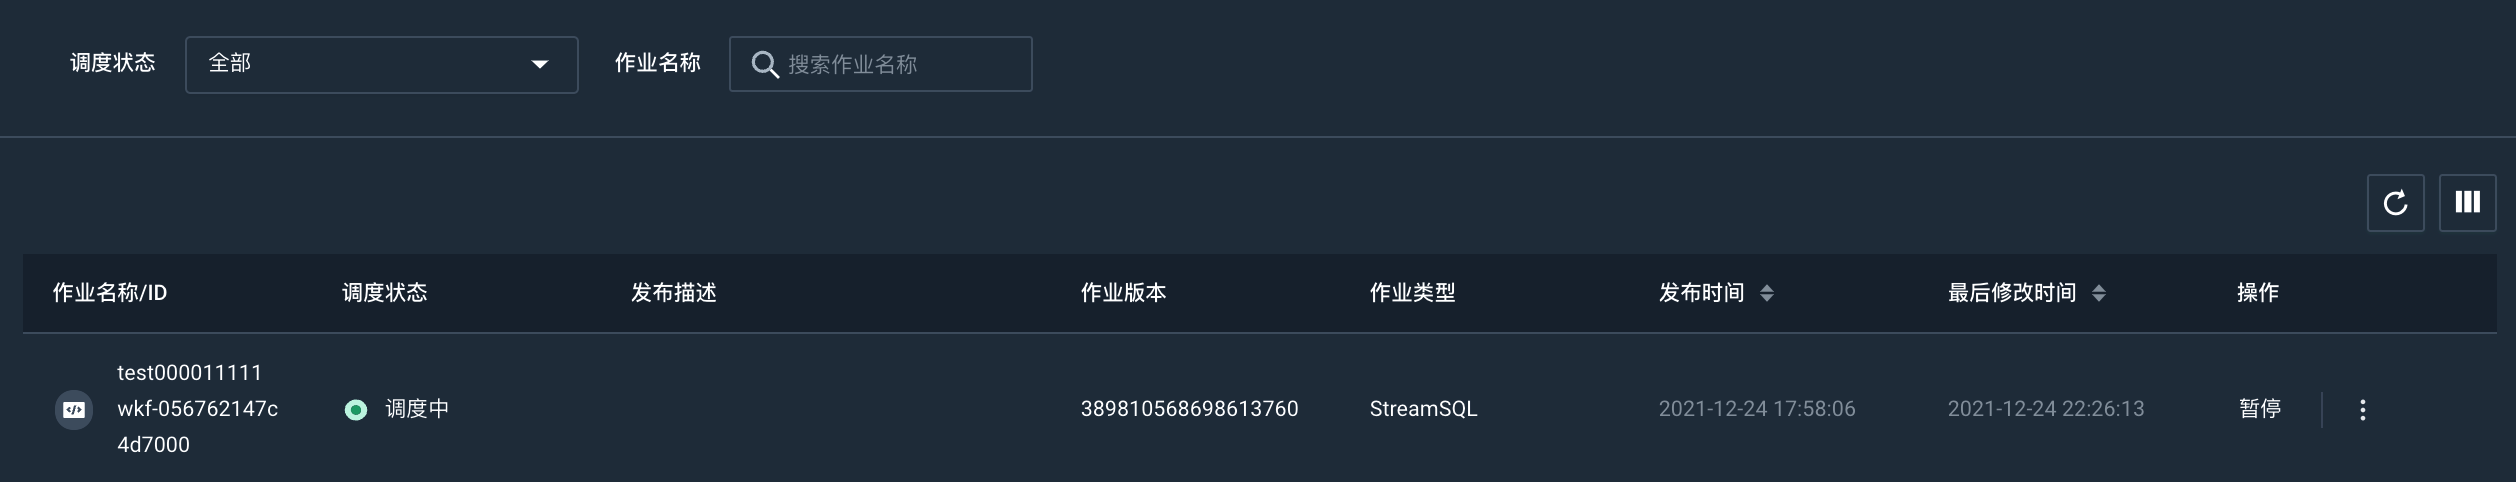 调度状态 全部 作业名称 搜索作业名称
作业名称/ID 调度状态 发布描述 作业版本 作业类型 发布时间 最后修改时间 操作
test000011111
wkf-056762147c 调度中 389810568698613760 StreamSQL 2021-12-24 17:58:06 2021-12-24 22:26:13 暂停
4d7000